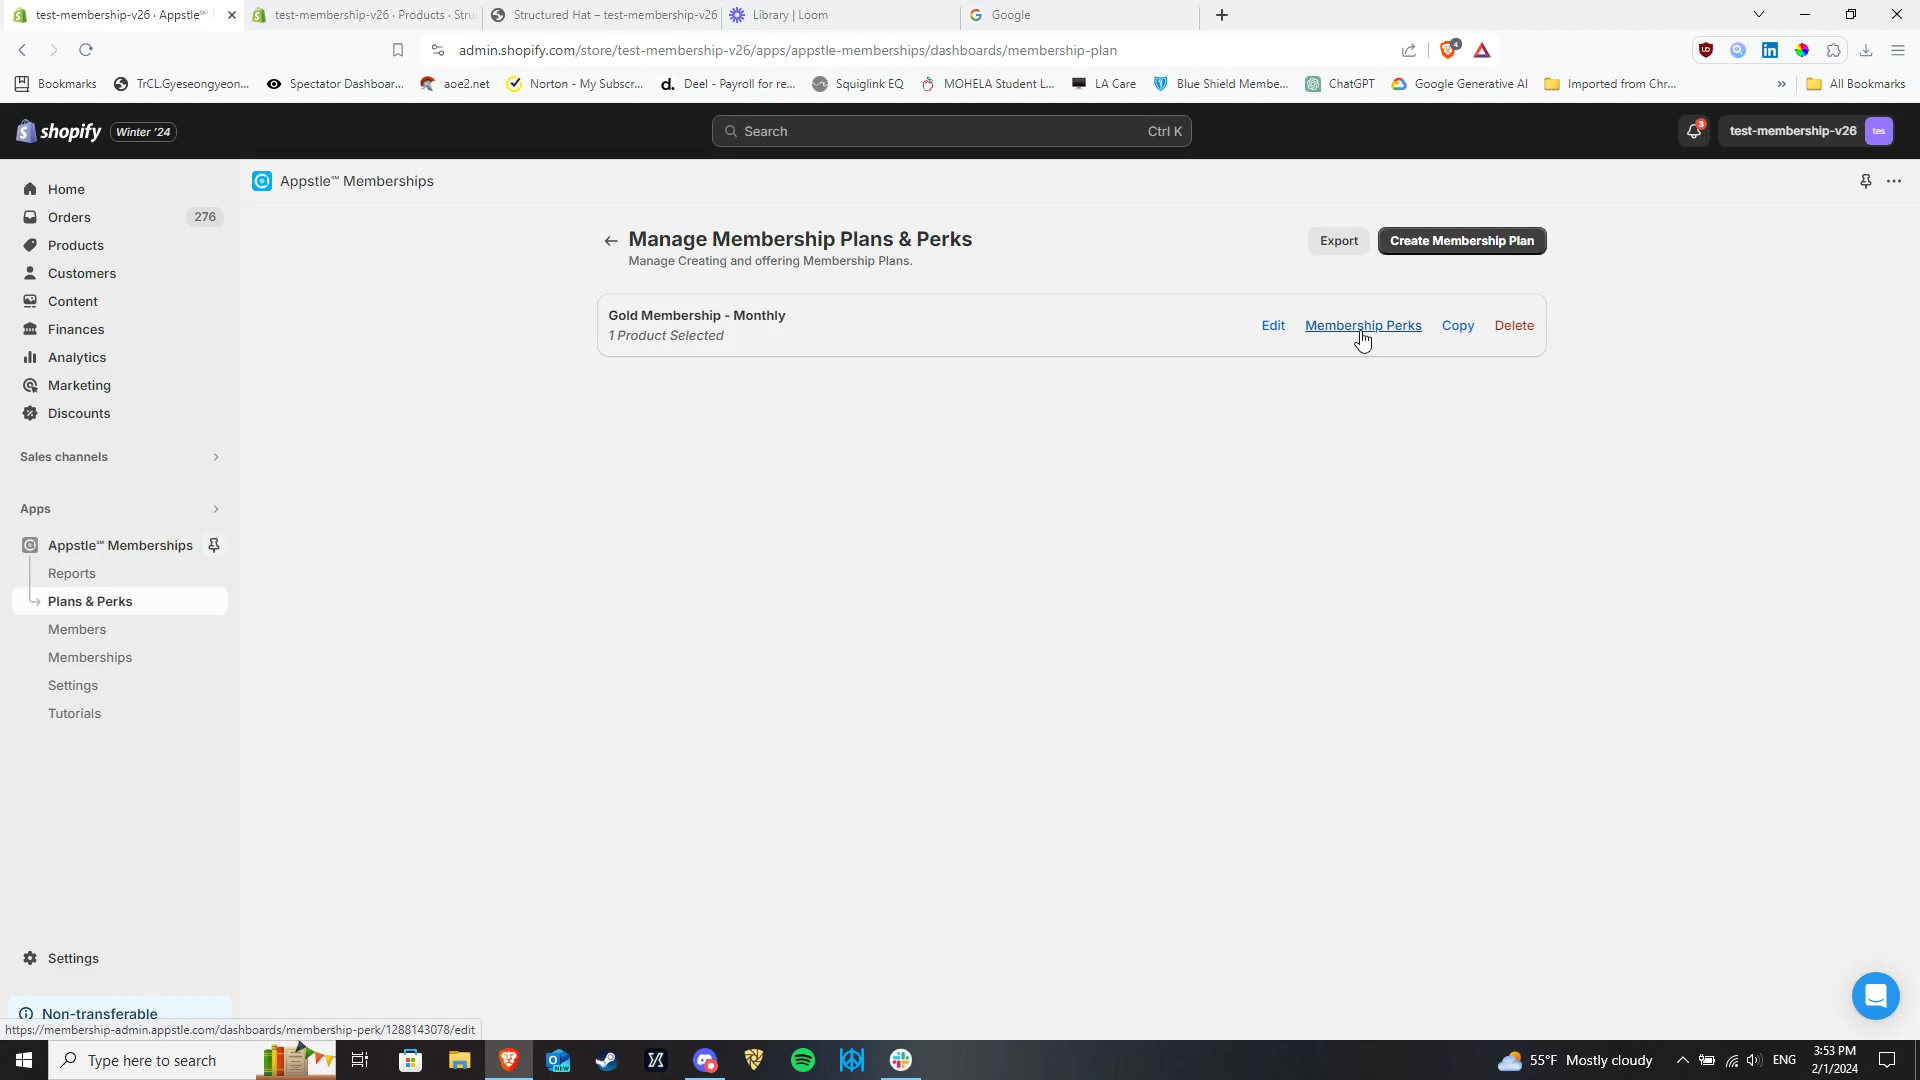 test-membership-v26 · Appstle℠
test-membership-v26 · Products · Stru
Structured Hat – test-membership-v26
Library | Loom
Google
admin.shopify.com/store/test-membership-v26/apps/appstle-memberships/dashboards/membership-plan
4
Bookmarks
TrCL.Gyeseongyeon...
Spectator Dashboar...
aoe2.net
Norton - My Subscr...
Deel - Payroll for re...
Squiglink EQ
MOHELA Student L...
LA Care
Blue Shield Membe...
ChatGPT
Google Generative AI
Imported from Chr...
»
All Bookmarks
shopify
Winter '24
Search
Ctrl K
3
test-membership-v26
tes
Home
Orders
276
Products
Customers
Content
Finances
Analytics
Marketing
Discounts
Sales channels
Apps
Appstle℠ Memberships
Reports
Plans & Perks
Members
Memberships
Settings
Tutorials
Settings
Non-transferable
Appstle℠ Memberships
Manage Membership Plans & Perks
Manage Creating and offering Membership Plans.
Export
Create Membership Plan
Gold Membership - Monthly
1 Product Selected
Edit
Membership Perks
Copy
Delete
https://membership-admin.appstle.com/dashboards/membership-perk/1288143078/edit
Type here to search
NEW
55°F Mostly cloudy
ENG
3:53 PM
2/1/2024